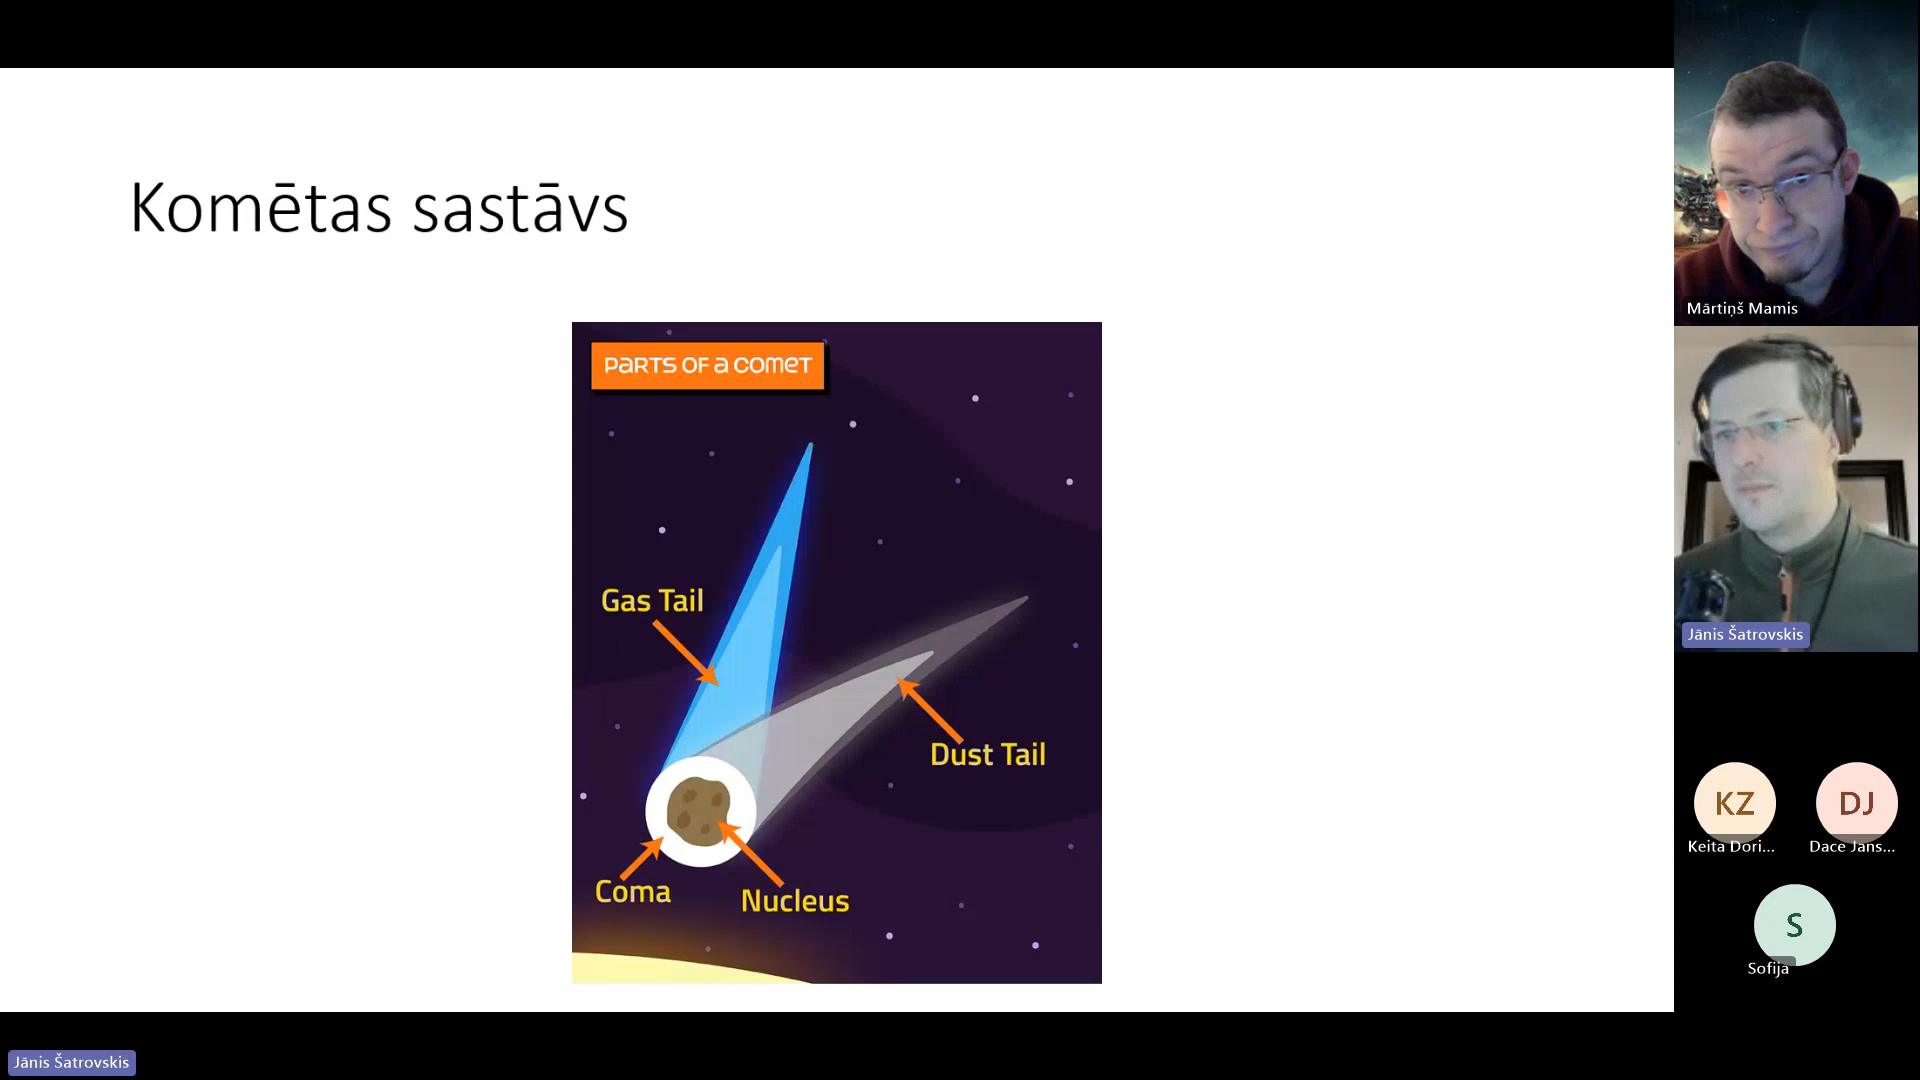 Komētas sastāvs
PARTS OF a COMET
Gas Tail
Dust Tail
Coma
Nucleus
Mārtiņš Mamis
Jānis Šatrovskis
KZ
DJ
Keita Dori...
Dace Jans...
S
Sofija
Jānis Šatrovskis